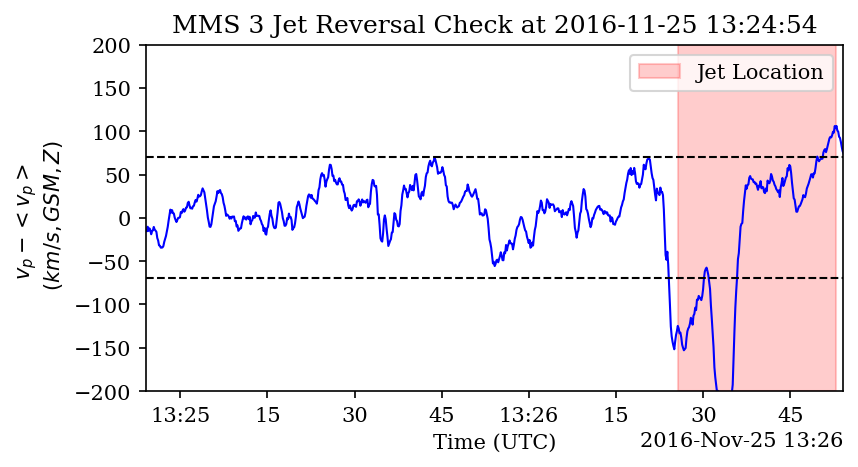 MMS 3 Jet Reversal Check at 2016-11-25 13:24:54
Jet Location
v_p − <v_p>
(km/s, GSM, Z)
200
150
100
50
0
−50
−100
−150
−200
13:25 15 30 45 13:26 15 30 45
Time (UTC)
2016-Nov-25 13:26